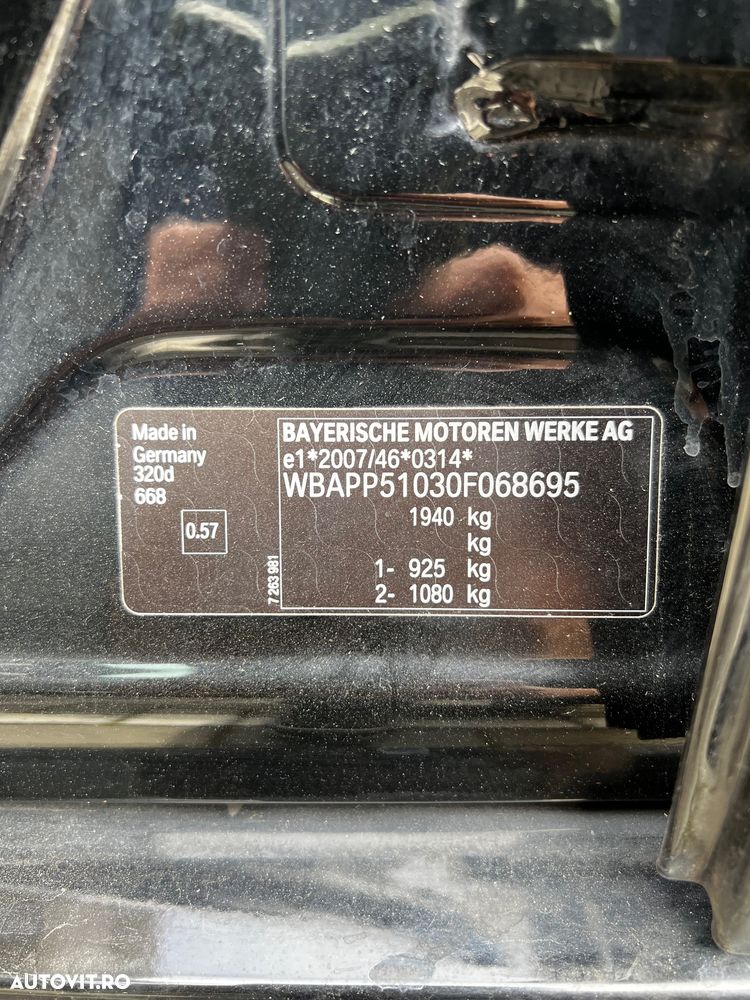 Made in
Germany
320d
668
0.57
7 263 981
BAYERISCHE MOTOREN WERKE AG
e1*2007/46*0314*
WBAPP51030F068695
1940 kg
kg
1- 925 kg
2- 1080 kg
AUTOVIT.RO